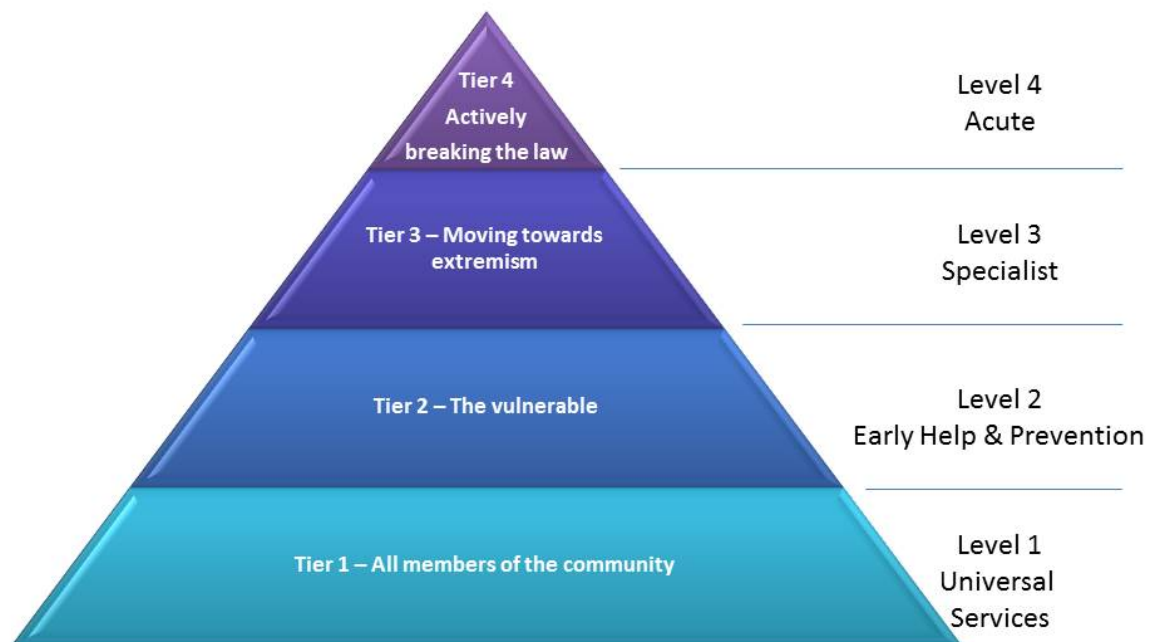 Tier 4
Actively
breaking the law
Level 4
Acute
Tier 3 – Moving towards
extremism
Level 3
Specialist
Tier 2 – The vulnerable
Level 2
Early Help & Prevention
Tier 1 – All members of the community
Level 1
Universal
Services